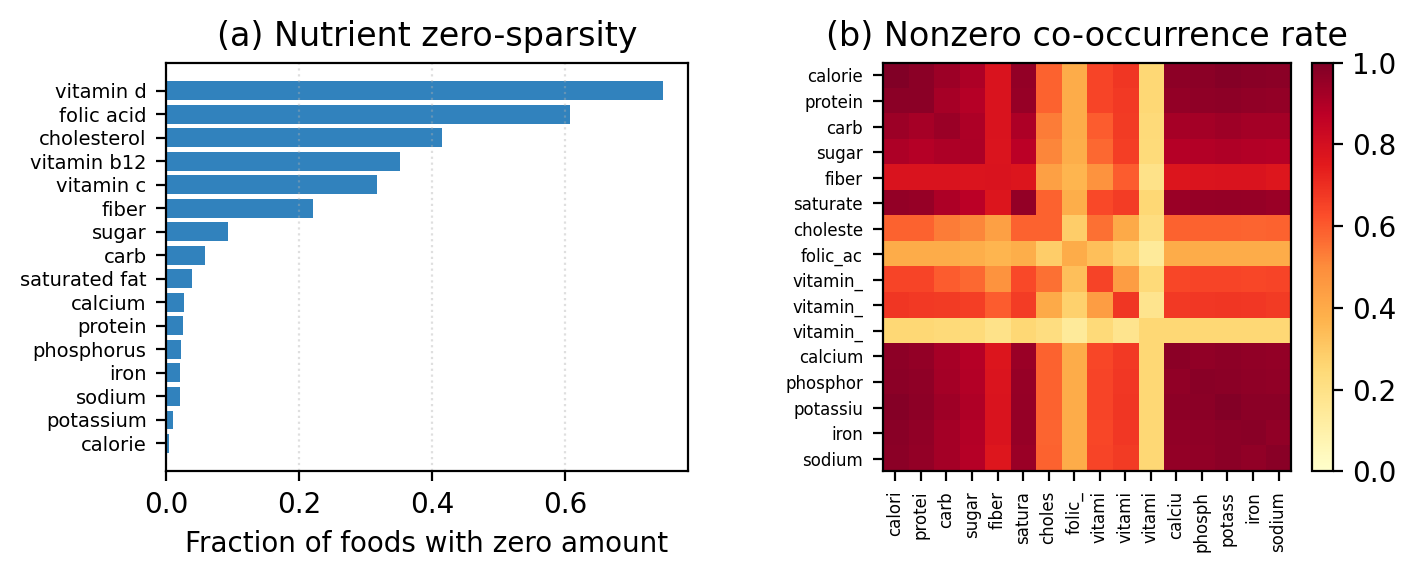 (a) Nutrient zero-sparsity
vitamin d
folic acid
cholesterol
vitamin b12
vitamin c
fiber
sugar
carb
saturated fat
calcium
protein
phosphorus
iron
sodium
potassium
calorie
0.0 0.2 0.4 0.6
Fraction of foods with zero amount
(b) Nonzero co-occurrence rate
calorie
protein
carb
sugar
fiber
saturate
choleste
folic_ac
vitamin_
vitamin_
vitamin_
calcium
phosphor
potassiu
iron
sodium
calori protei carb sugar fiber satura choles folic_ vitami vitami vitami calciu phosph potass iron sodium
1.0
0.8
0.6
0.4
0.2
0.0